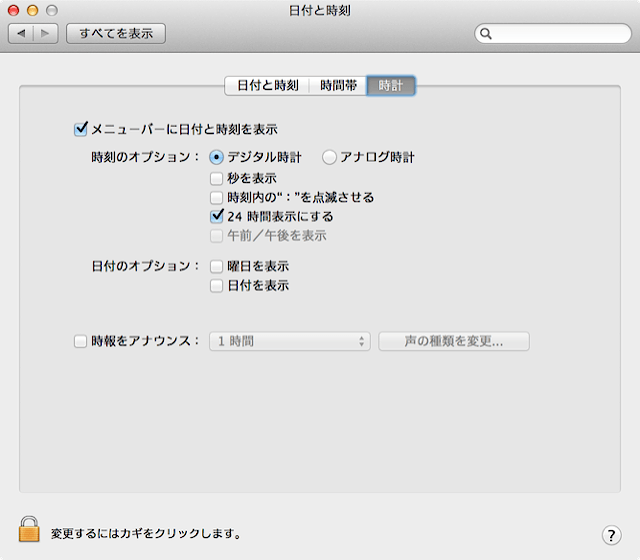 日付と時刻
すべてを表示
日付と時刻 時間帯 時計
メニューバーに日付と時刻を表示
時刻のオプション： デジタル時計 アナログ時計
秒を表示
時刻内の“：”を点滅させる
24 時間表示にする
午前／午後を表示
日付のオプション： 曜日を表示
日付を表示
時報をアナウンス： 1 時間 声の種類を変更...
変更するにはカギをクリックします。 ?